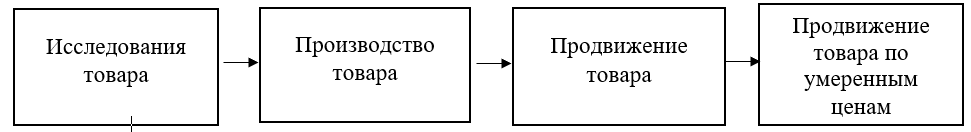 Исследования
товара
Производство
товара
Продвижение
товара
Продвижение
товара по
умеренным
ценам